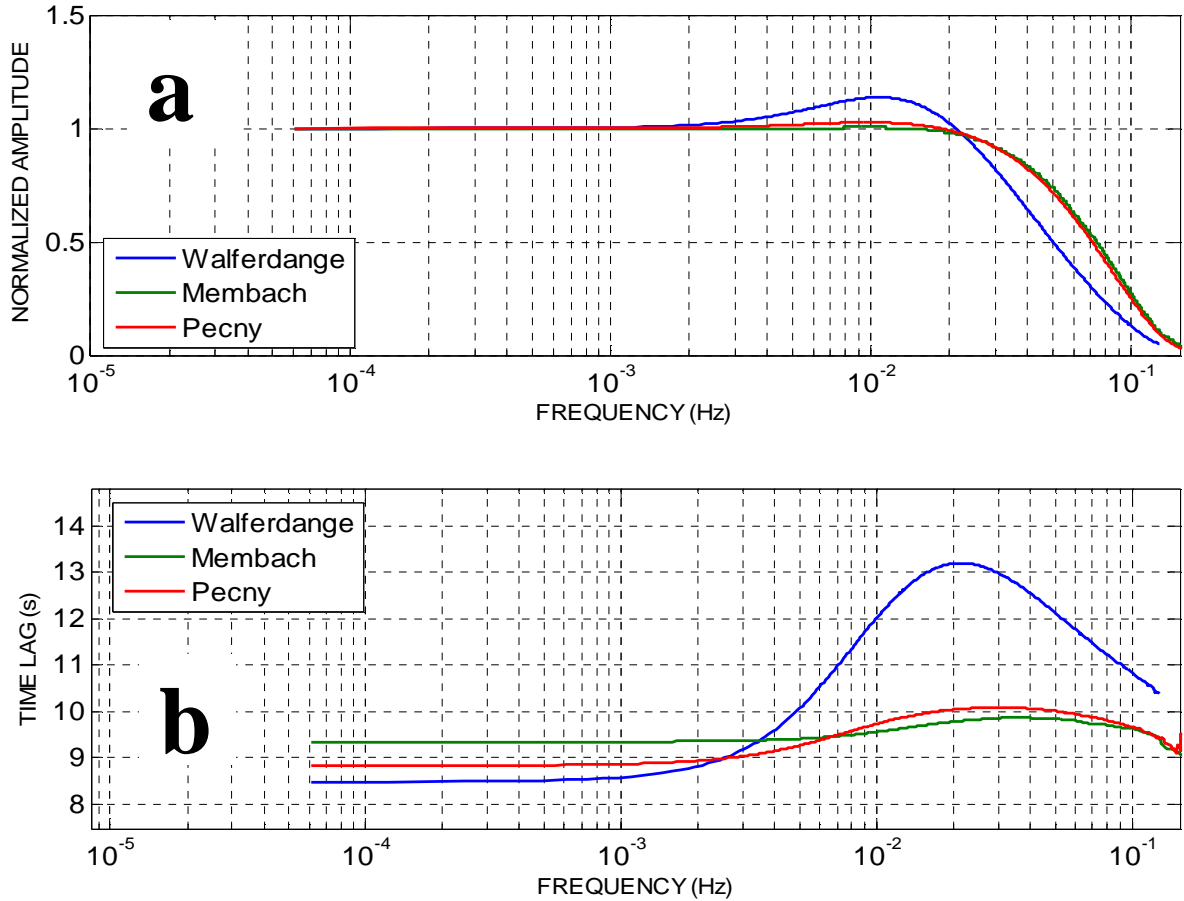 1.5
1
0.5
0
NORMALIZED AMPLITUDE
a
Walferdange
Membach
Pecny
10^-5
10^-4
10^-3
10^-2
10^-1
FREQUENCY (Hz)
14
13
12
11
10
9
8
TIME LAG (s)
Walferdange
Membach
Pecny
b
10^-5
10^-4
10^-3
10^-2
10^-1
FREQUENCY (Hz)